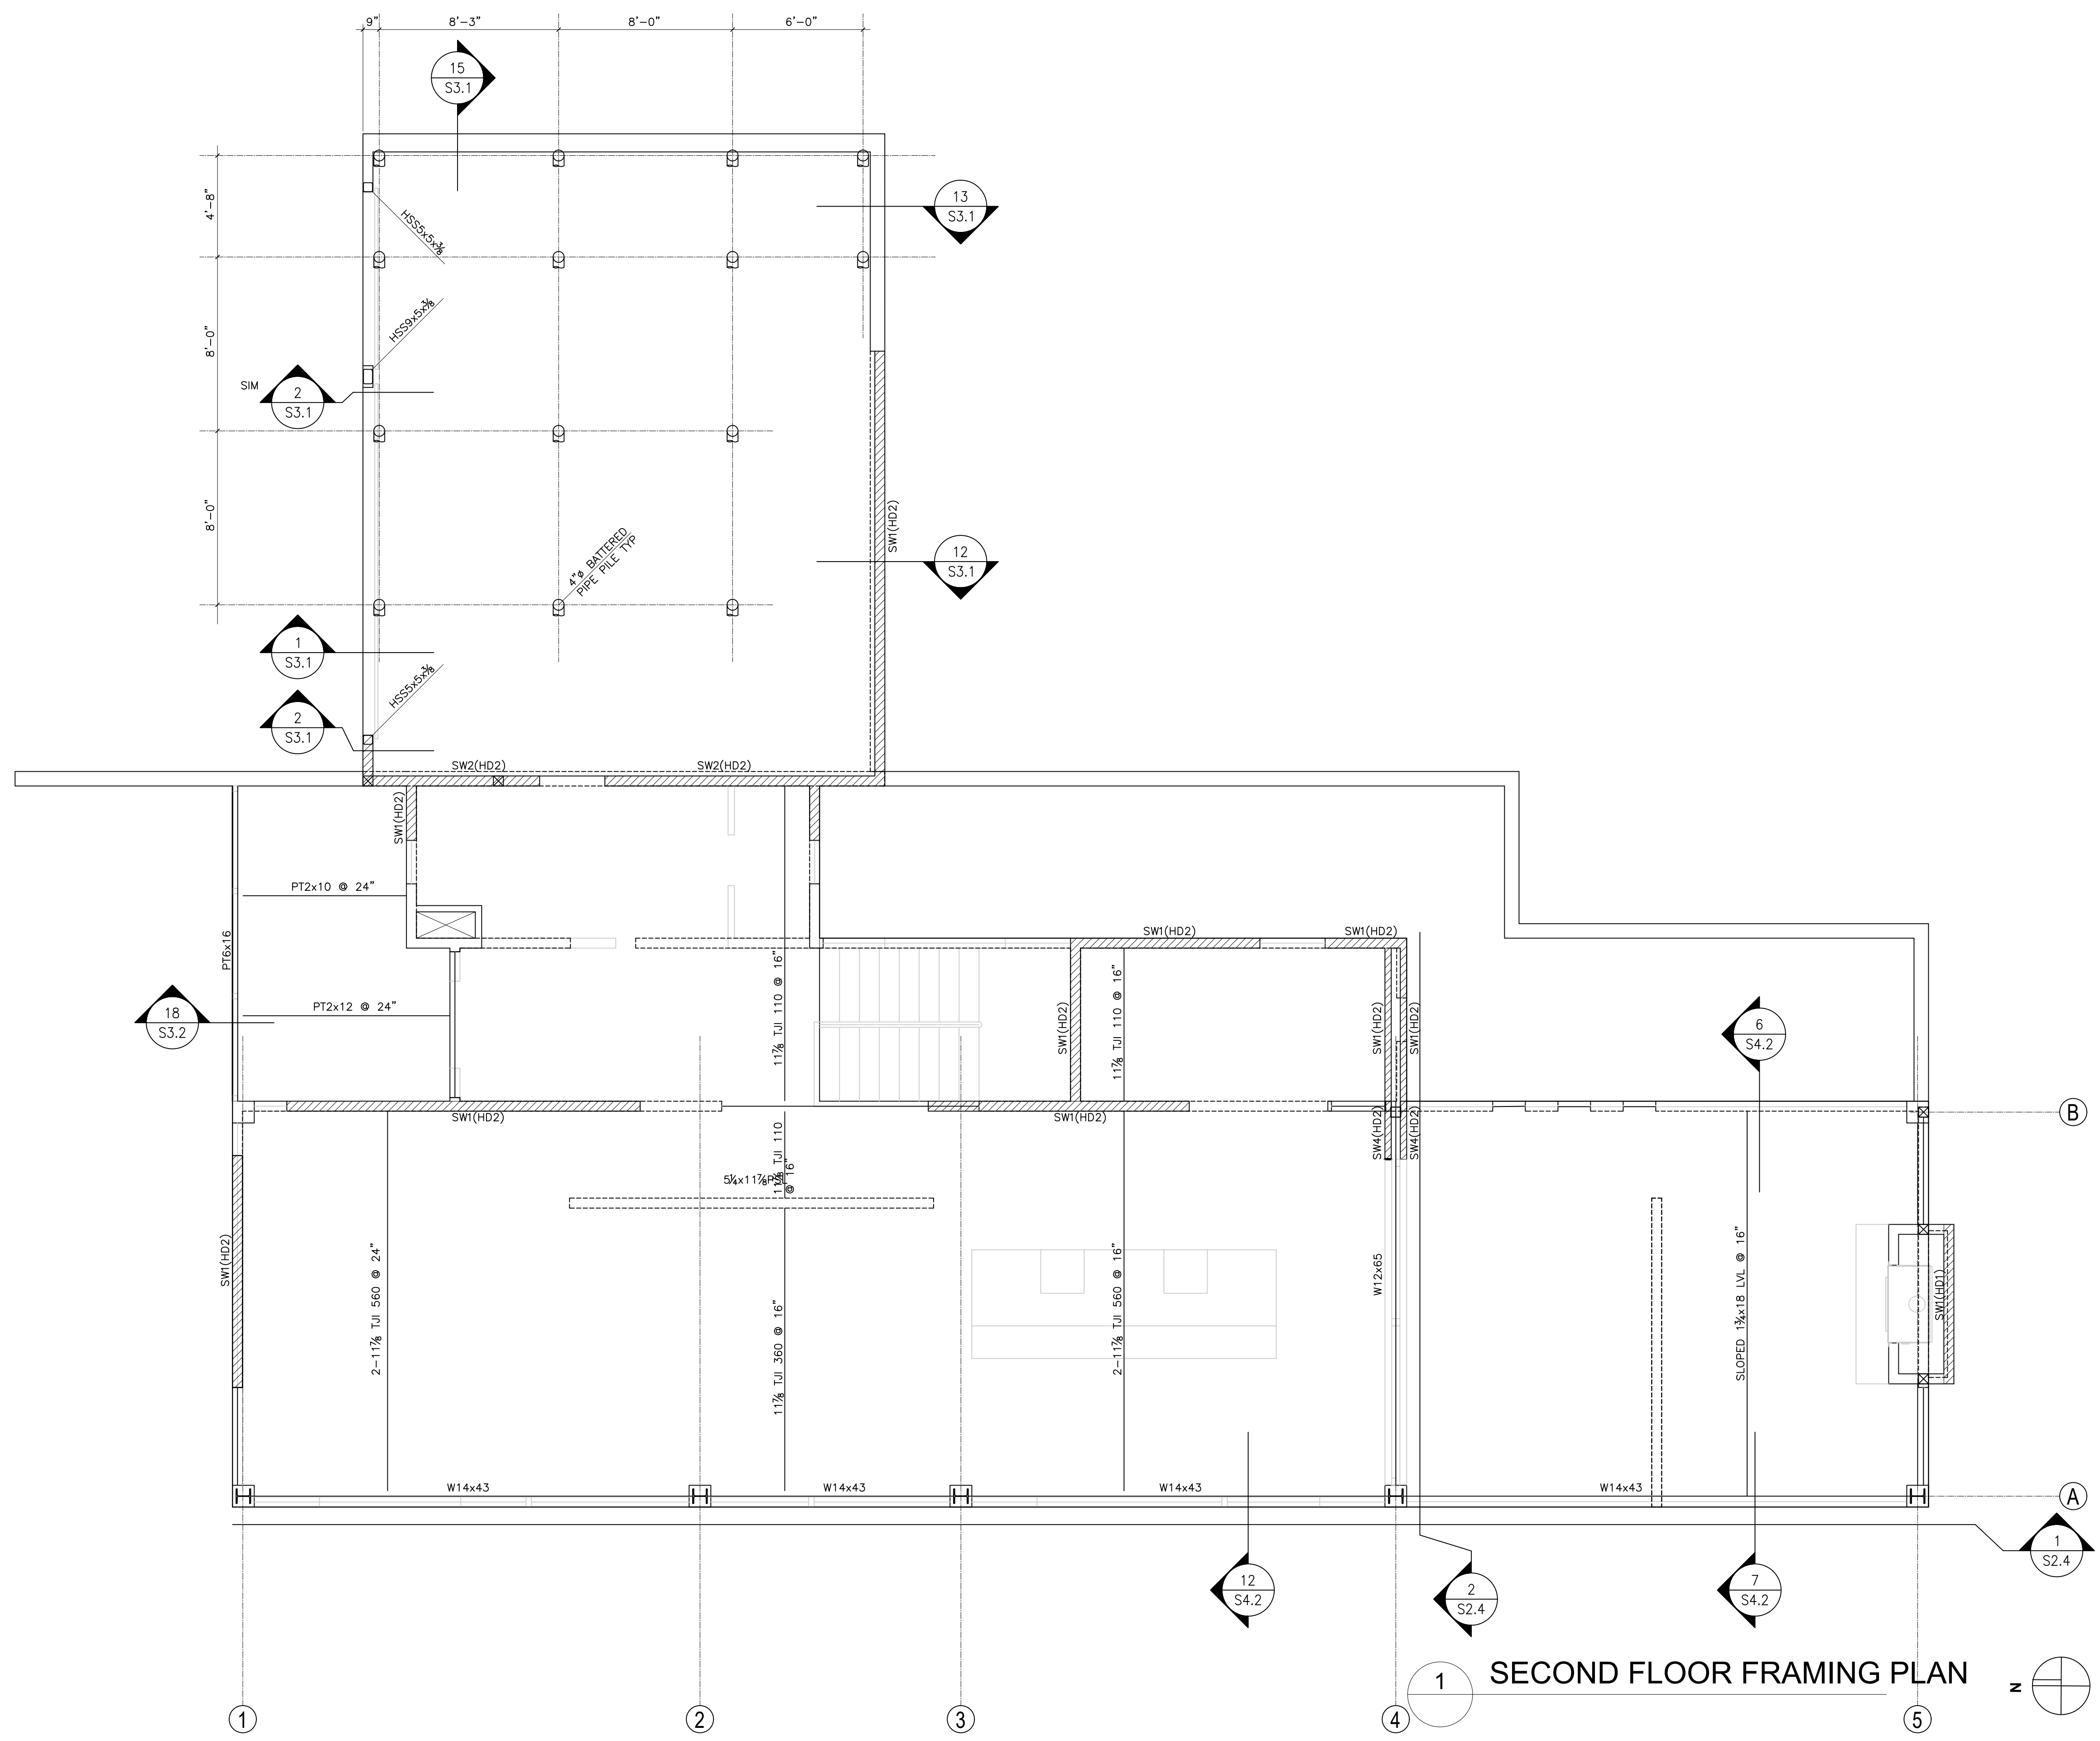 9"
8'-3"
8'-0"
6'-0"
15
S3.1
4'-8"
13
S3.1
HSS5x5x⅜
8'-0"
HSS9x5x⅜
SIM
2
S3.1
8'-0"
SW1(HD2)
4"ø BATTERED
PIPE PILE TYP
12
S3.1
1
S3.1
HSS5x5x⅜
2
S3.1
SW2(HD2)
SW2(HD2)
SW1(HD2)
PT2x10 @ 24"
PT6x16
SW1(HD2)
SW1(HD2)
11⅞ TJI 110 @ 16"
11⅞ TJI 110 @ 16"
PT2x12 @ 24"
18
S3.2
SW1(HD2)
SW1(HD2)
SW1(HD2)
6
S4.2
SW1(HD2)
SW1(HD2)
SW4(HD2)
SW4(HD2)
B
11⅞ TJI 110
@ 16"
5¼x11⅞PSL
SW1(HD2)
2-11⅞ TJI 560 @ 24"
11⅞ TJI 360 @ 16"
2-11⅞ TJI 560 @ 16"
W12x65
SLOPED 1¾x18 LVL @ 16"
SW1(HD1)
W14x43
W14x43
W14x43
W14x43
A
1
S2.4
12
S4.2
2
S2.4
7
S4.2
1
SECOND FLOOR FRAMING PLAN
N
1
2
3
4
5